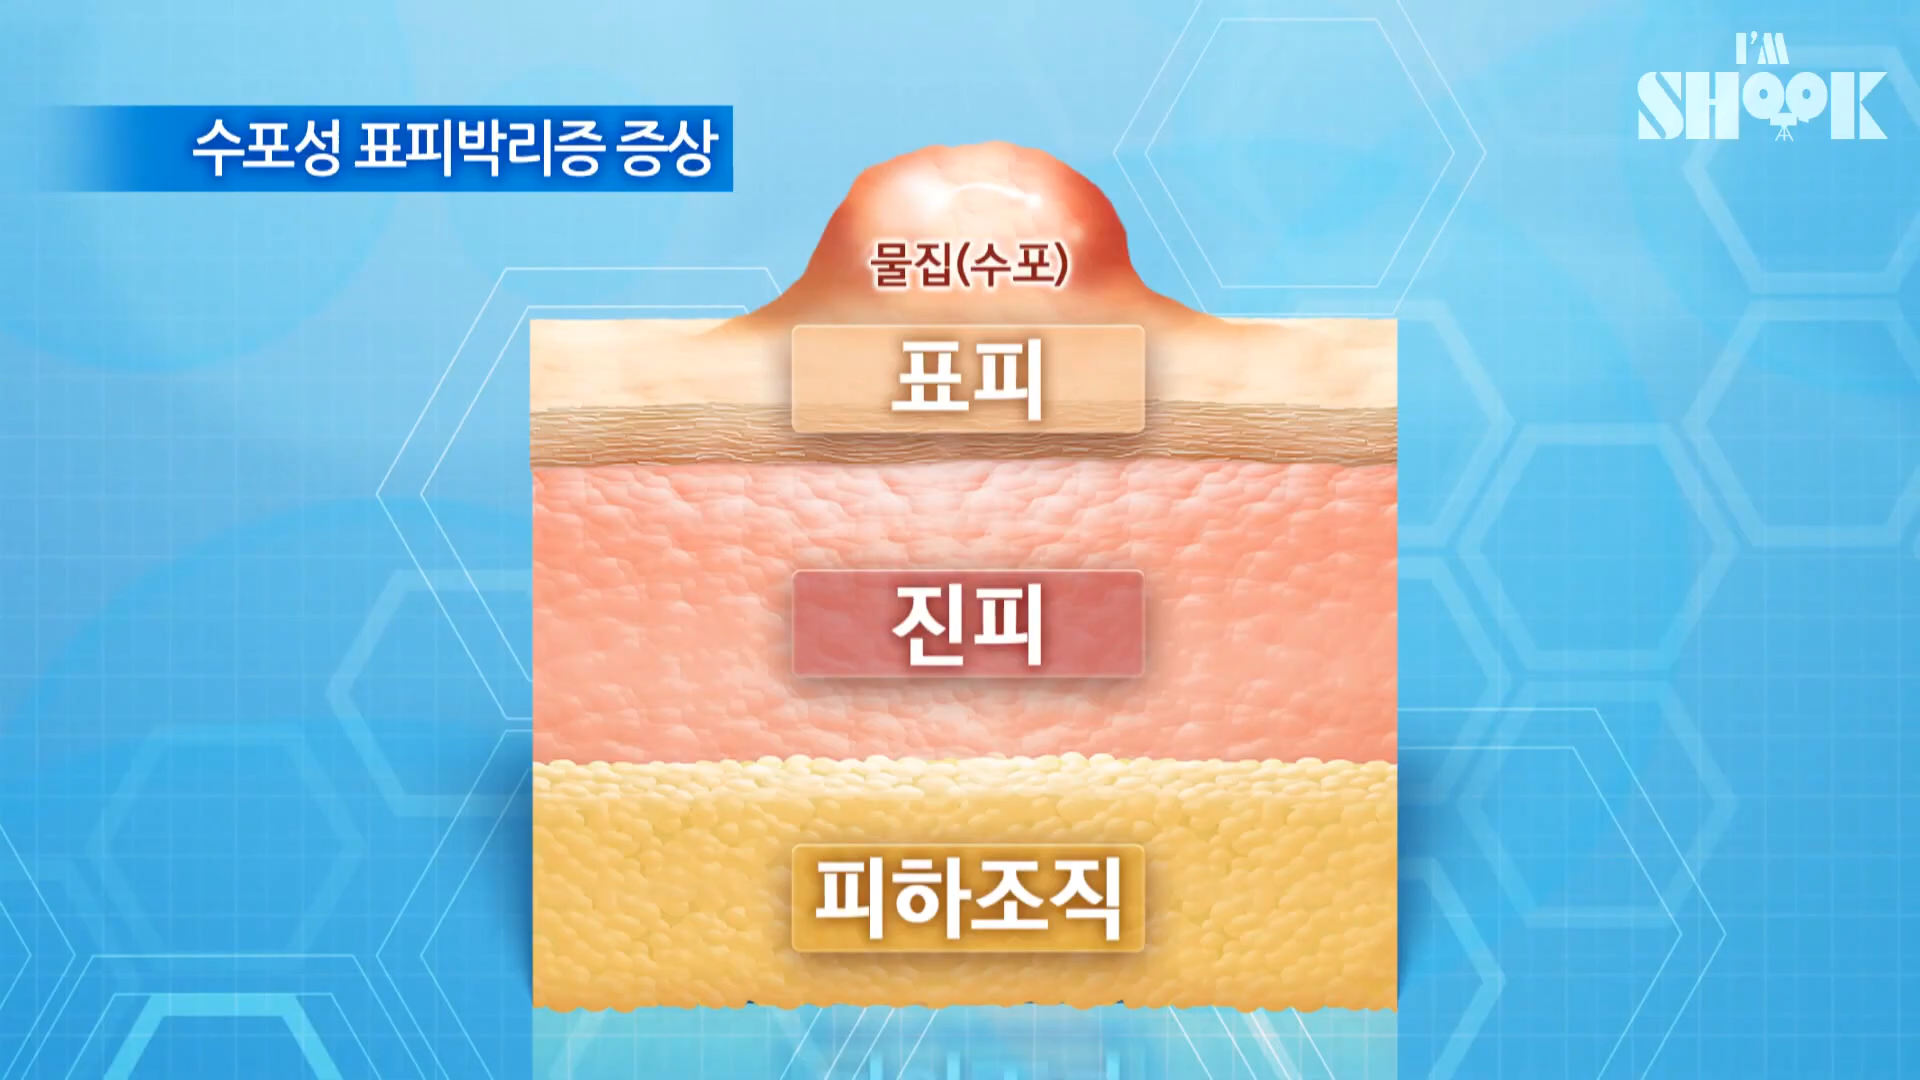 I'M
SHOOK
수포성 표피박리증 증상
물집(수포)
표피
진피
피하조직